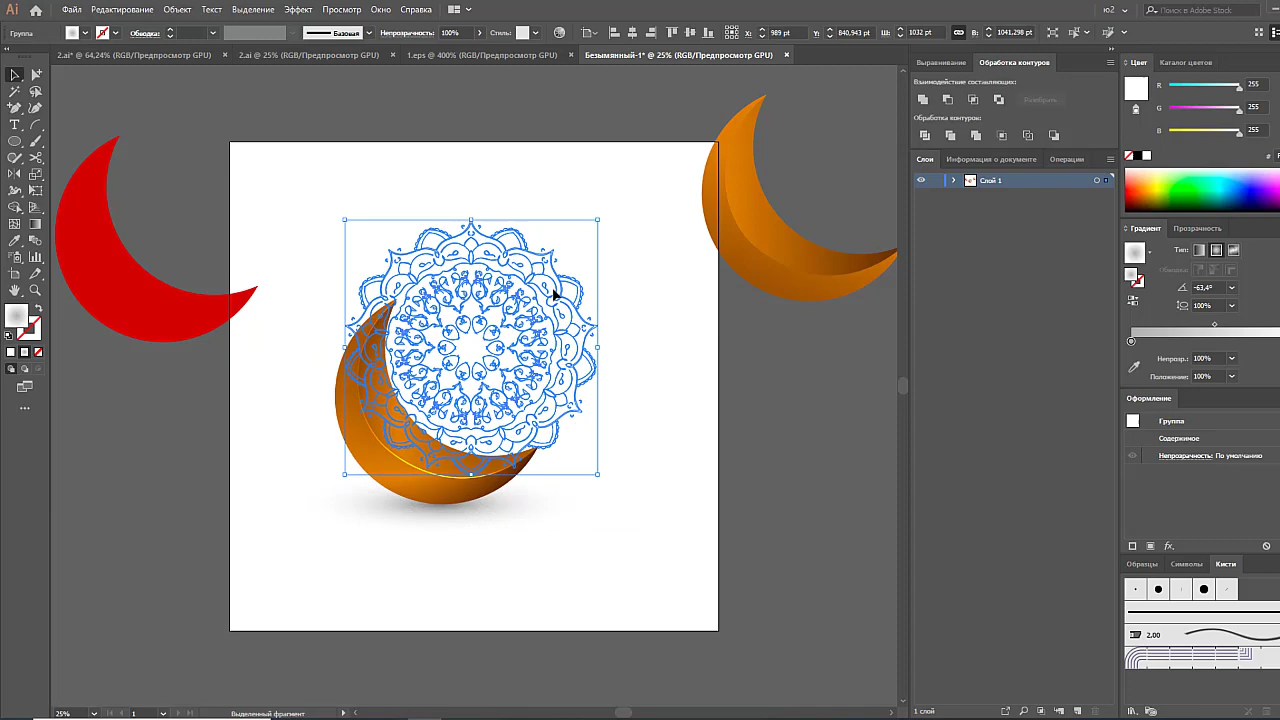 Ai Файл Редактирование Объект Текст Выделение Эффект Просмотр Окно Справка ю2 Поиск в Adobe Stock
Группа Обводка: Базовая Непрозрачность: 100% Стиль: X: 989 pt Y: 840,943 pt Ш: 1032 pt В: 1041,298 pt
2.ai* @ 64,24% (RGB/Предпросмотр GPU) × 2.ai @ 25% (RGB/Предпросмотр GPU) × 1.eps @ 400% (RGB/Предпросмотр GPU) × Безымянный-1* @ 25% (RGB/Предпросмотр GPU) ×
Выравнивание Обработка контуров
Взаимодействие составляющих:
Разобрать
Обработка контуров:
Слои Информация о документе Операции
Слой 1
Цвет Каталог цветов
R 255
G 255
B 255
#
Градиент Прозрачность
Тип:
-63,4°
100%
Непрозр.: 100%
Положение: 100%
Оформление
Группа
Содержимое
Непрозрачность: По умолчанию
fx
Образцы Символы Кисти
2.00
25% 1 Выделенный фрагмент
1 слой